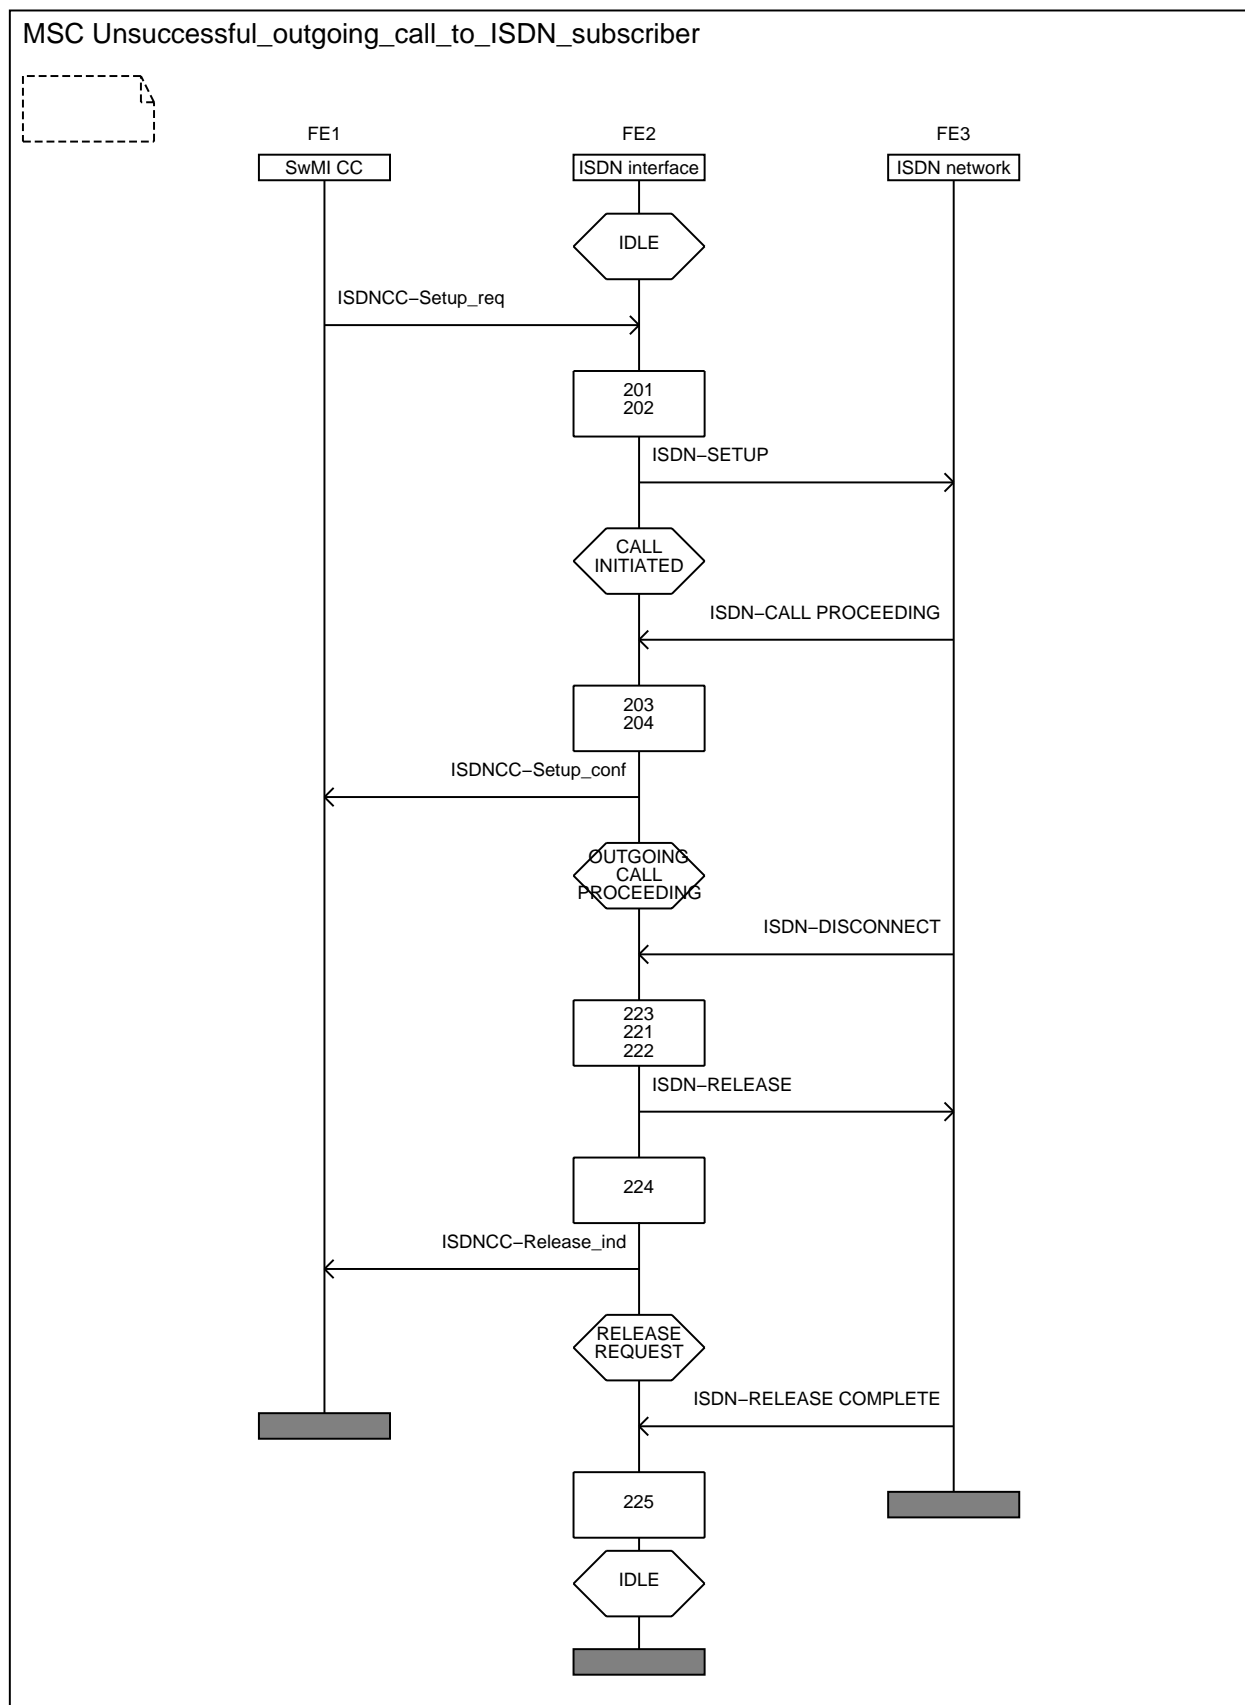 MSC Unsuccessful_outgoing_call_to_ISDN_subscriber
FE1
FE2
FE3
SwMI CC
ISDN interface
ISDN network
IDLE
ISDNCC−Setup_req
201
202
ISDN−SETUP
CALL
INITIATED
ISDN−CALL PROCEEDING
203
204
ISDNCC−Setup_conf
OUTGOING
CALL
PROCEEDING
ISDN−DISCONNECT
223
221
222
ISDN−RELEASE
224
ISDNCC−Release_ind
RELEASE
REQUEST
ISDN−RELEASE COMPLETE
225
IDLE